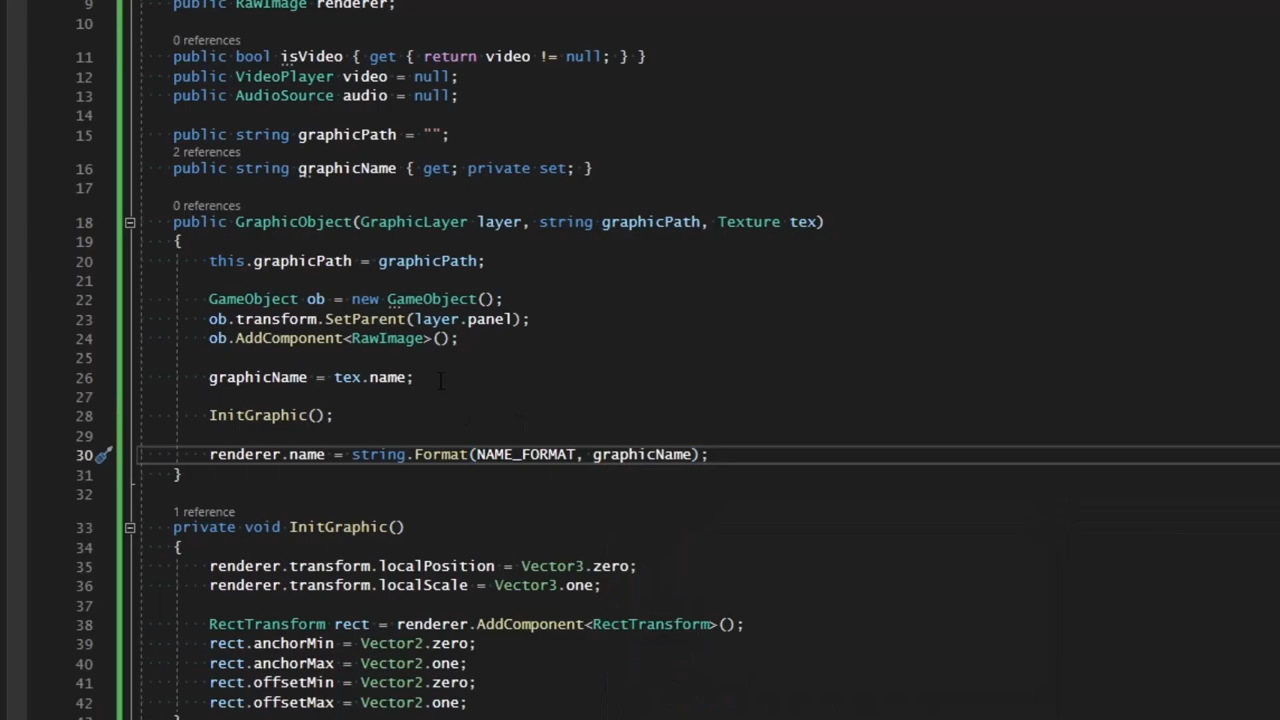 9 public RawImage renderer;
10
0 references
11 public bool isVideo { get { return video != null; } }
12 public VideoPlayer video = null;
13 public AudioSource audio = null;
14
15 public string graphicPath = "";
2 references
16 public string graphicName { get; private set; }
17
0 references
18 public GraphicObject(GraphicLayer layer, string graphicPath, Texture tex)
19 {
20 this.graphicPath = graphicPath;
21
22 GameObject ob = new GameObject();
23 ob.transform.SetParent(layer.panel);
24 ob.AddComponent<RawImage>();
25
26 graphicName = tex.name;
27
28 InitGraphic();
29
30 renderer.name = string.Format(NAME_FORMAT, graphicName);
31 }
32
1 reference
33 private void InitGraphic()
34 {
35 renderer.transform.localPosition = Vector3.zero;
36 renderer.transform.localScale = Vector3.one;
37
38 RectTransform rect = renderer.AddComponent<RectTransform>();
39 rect.anchorMin = Vector2.zero;
40 rect.anchorMax = Vector2.one;
41 rect.offsetMin = Vector2.zero;
42 rect.offsetMax = Vector2.one;
43 }